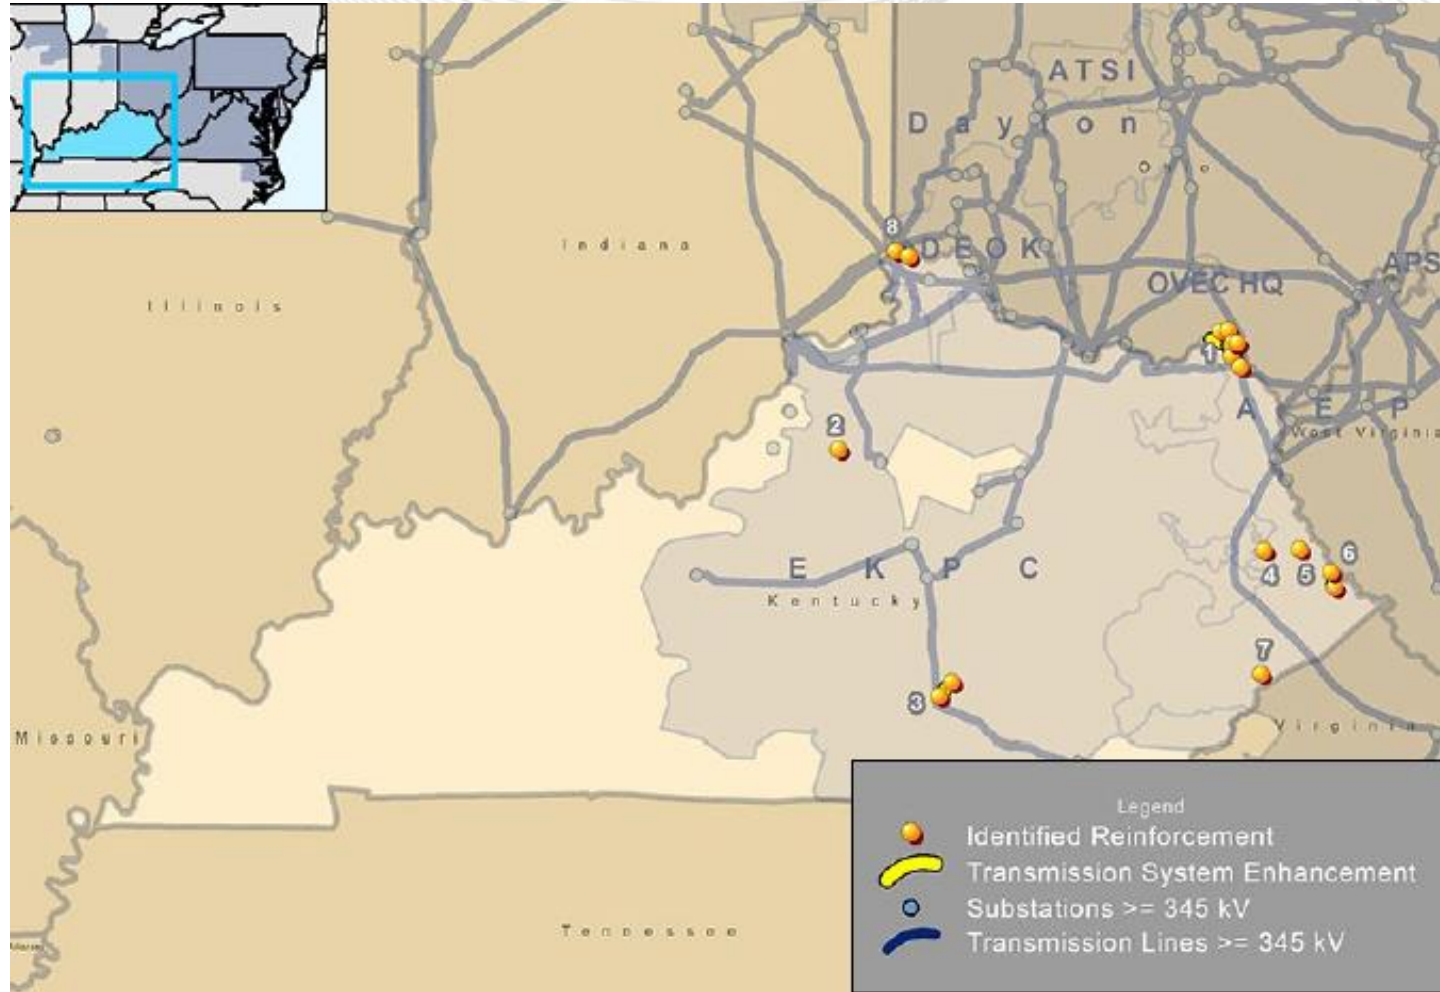 ATSI
Dayton
Ohio
8
DEOK
Indiana
APS
OVEC HQ
Illinois
1
AEP
2
West Virginia
6
4
5
EKPC
Kentucky
7
3
Virginia
Missouri
Legend
Identified Reinforcement
Transmission System Enhancement
Substations >= 345 kV
Transmission Lines >= 345 kV
Tennessee